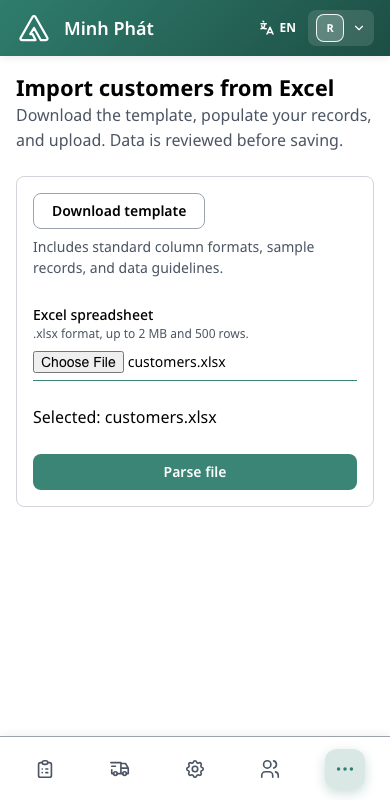 Minh Phát
EN
R
Import customers from Excel
Download the template, populate your records,
and upload. Data is reviewed before saving.
Download template
Includes standard column formats, sample
records, and data guidelines.
Excel spreadsheet
.xlsx format, up to 2 MB and 500 rows.
Choose File customers.xlsx
Selected: customers.xlsx
Parse file